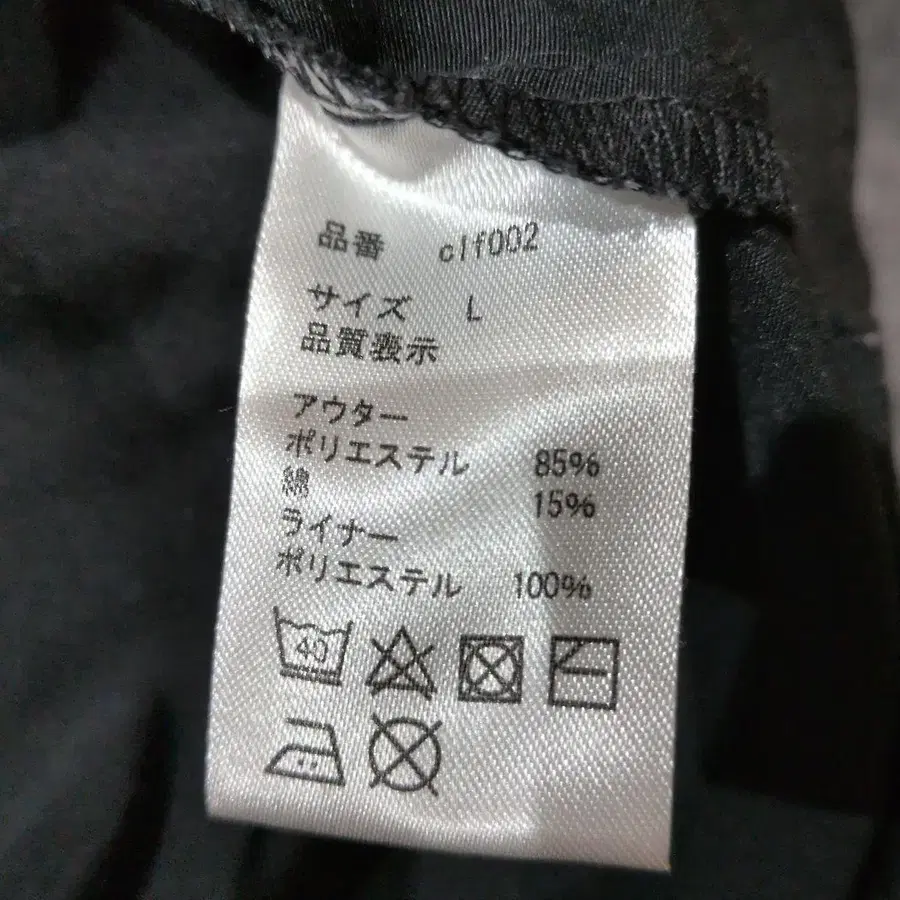 品番 clf002
サイズ L
品質表示
アウター
ポリエステル 85%
綿 15%
ライナー
ポリエステル 100%
40